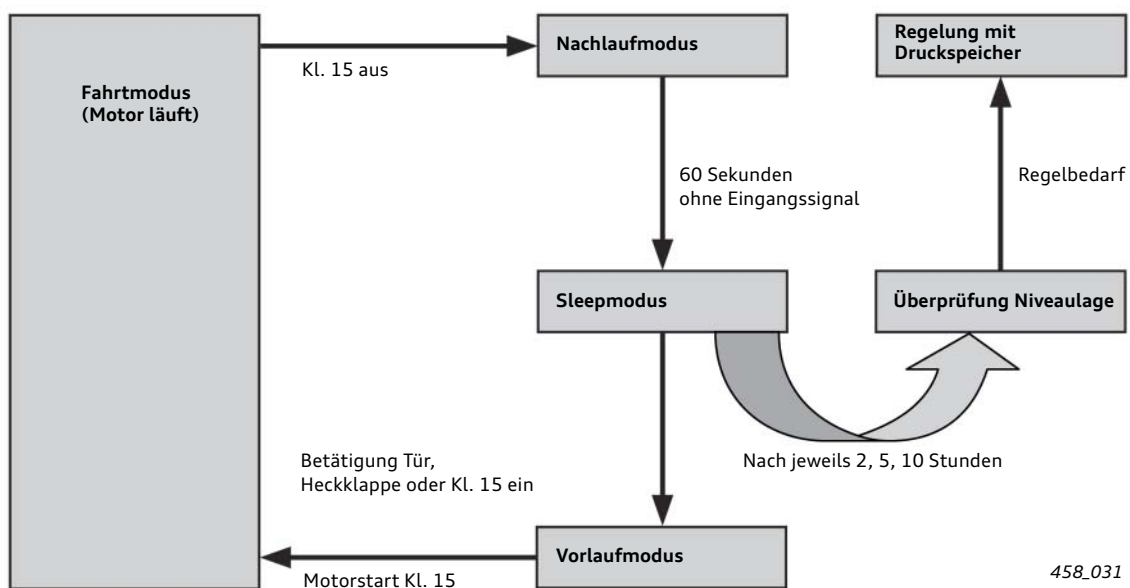 Fahrtmodus
(Motor läuft)
Kl. 15 aus
Nachlaufmodus
Regelung mit
Druckspeicher
60 Sekunden
ohne Eingangssignal
Regelbedarf
Sleepmodus
Überprüfung Niveaulage
Nach jeweils 2, 5, 10 Stunden
Betätigung Tür,
Heckklappe oder Kl. 15 ein
Vorlaufmodus
Motorstart Kl. 15
458_031